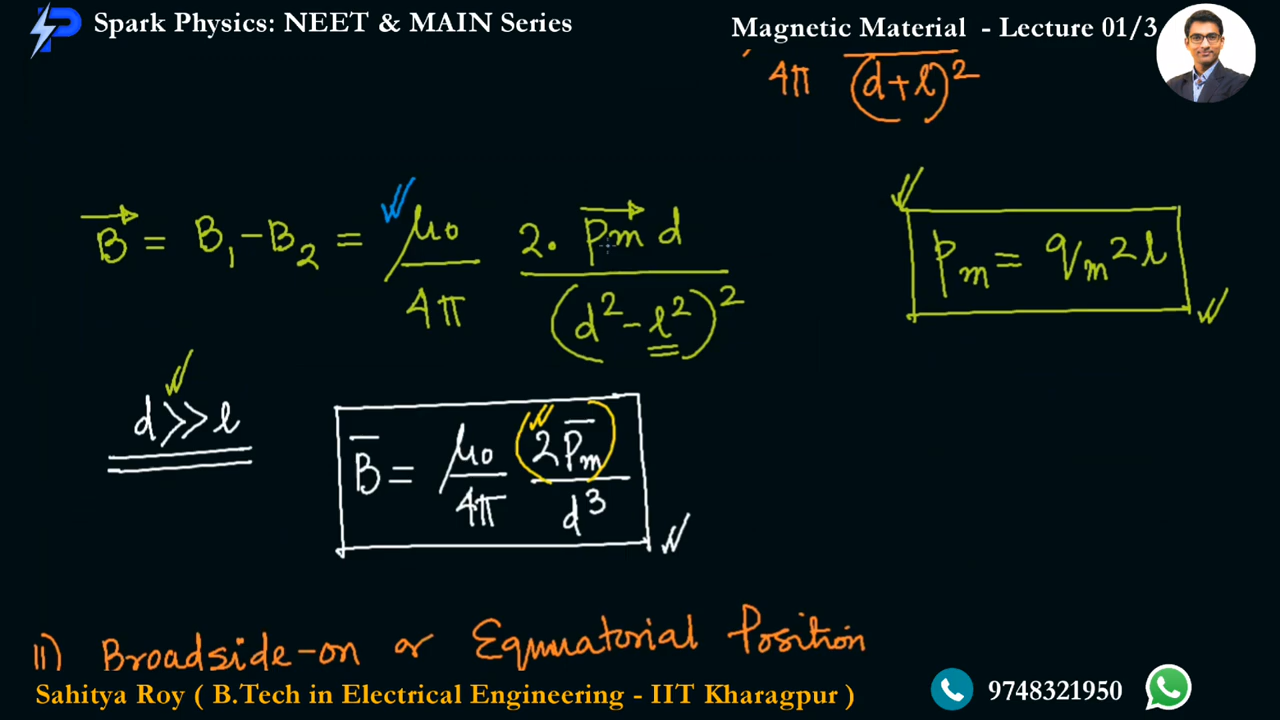 Spark Physics: NEET & MAIN Series
Magnetic Material - Lecture 01/3
4π (d+l)²
B⃗ = B₁-B₂ = μ₀/4π 2. p⃗m d/(d²-l²)²
pm = qm 2l
d>>l
B̄ = μ₀/4π 2P̄m/d³
II) Broadside-on or Equuatorial Position
Sahitya Roy ( B.Tech in Electrical Engineering - IIT Kharagpur )
9748321950